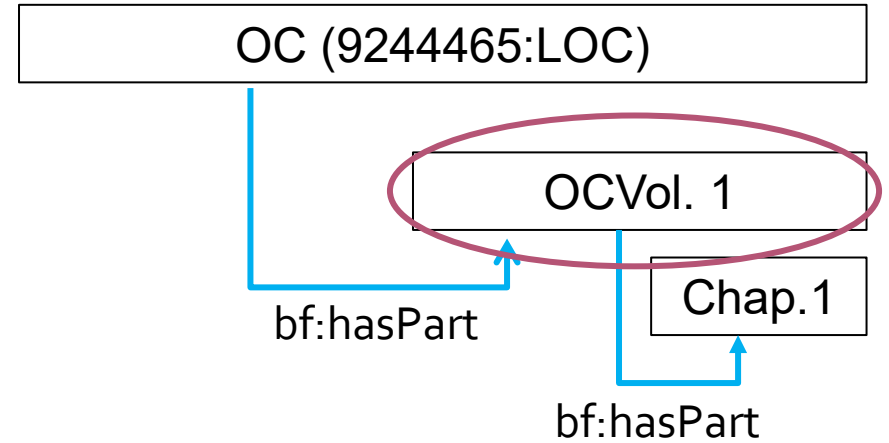 OC (9244465:LOC)
OCVol. 1
Chap.1
bf:hasPart
bf:hasPart